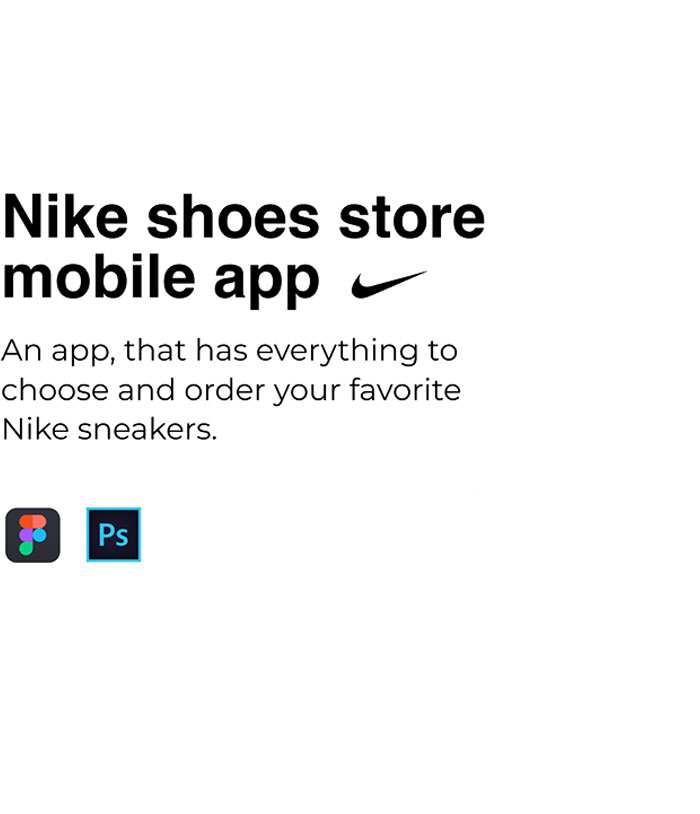 Nike shoes store
mobile app
An app, that has everything to
choose and order your favorite
Nike sneakers.
Ps